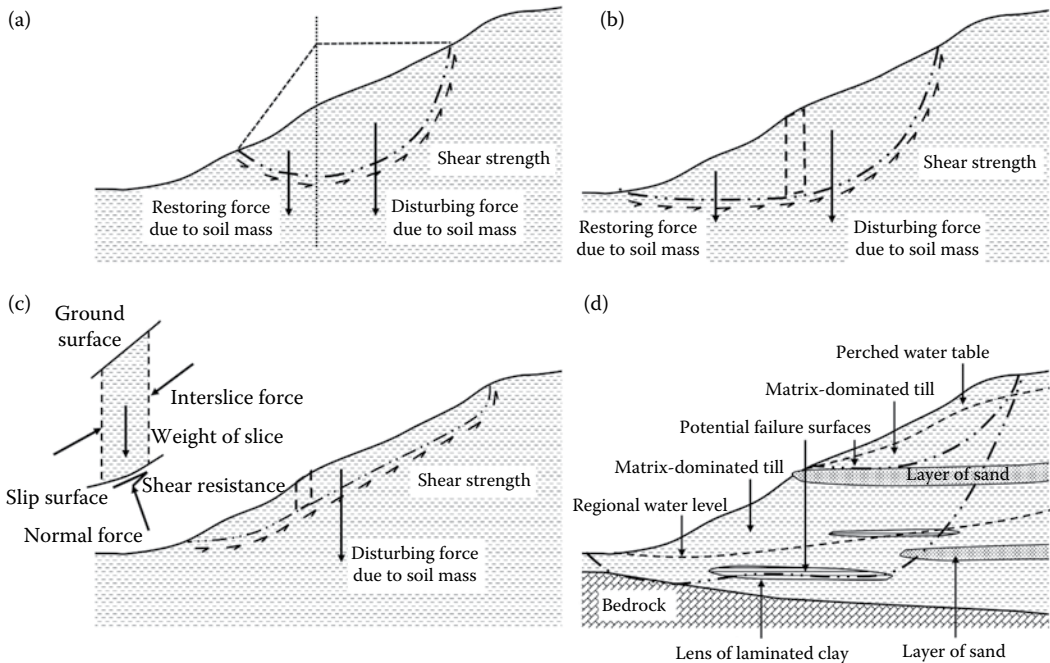 (a)
Shear strength
Restoring force
due to soil mass
Disturbing force
due to soil mass
(b)
Shear strength
Restoring force
due to soil mass
Disturbing force
due to soil mass
(c)
Ground
surface
Interslice force
Weight of slice
Slip surface
Shear resistance
Normal force
Shear strength
Disturbing force
due to soil mass
(d)
Perched water table
Matrix-dominated till
Potential failure surfaces
Matrix-dominated till
Layer of sand
Regional water level
Bedrock
Lens of laminated clay
Layer of sand